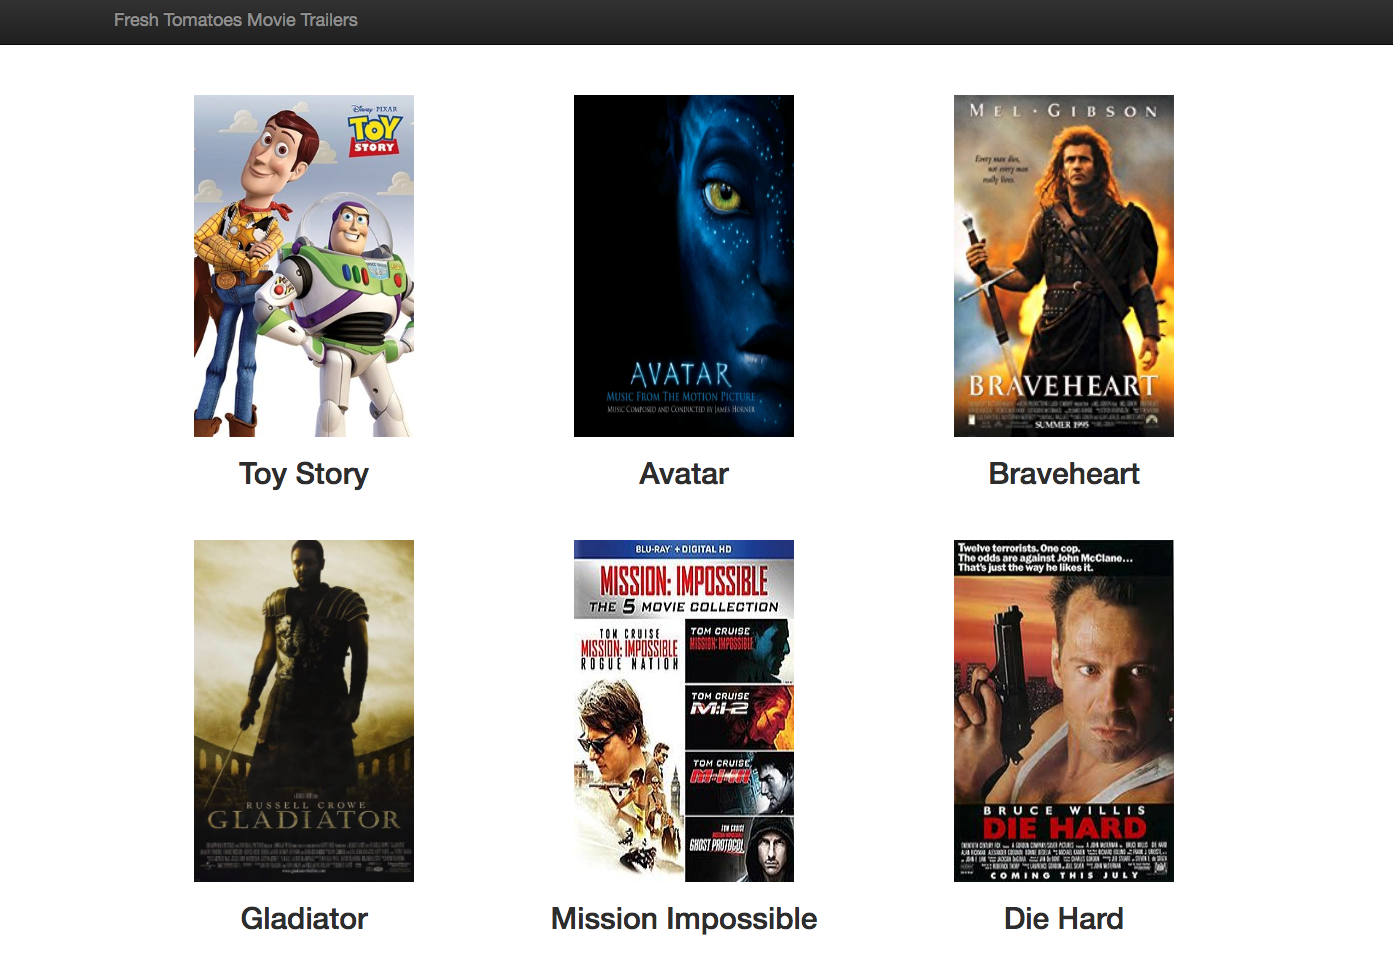 Fresh Tomatoes Movie Trailers
Disney · PIXAR
TOY
STORY
AVATAR
MUSIC FROM THE MOTION PICTURE
MUSIC COMPOSED AND CONDUCTED BY JAMES HORNER
MEL · GIBSON
Every man dies,
not every man
really lives.
BRAVEHEART
SUMMER 1995
Toy Story
Avatar
Braveheart
RUSSELL CROWE
GLADIATOR
BLU-RAY + DIGITAL HD
MISSION: IMPOSSIBLE
THE 5 MOVIE COLLECTION
TOM CRUISE
MISSION: IMPOSSIBLE
ROGUE NATION
TOM CRUISE
MISSION: IMPOSSIBLE
TOM CRUISE
M:I-2
TOM CRUISE
M:I:III
TOM CRUISE
GHOST PROTOCOL
Twelve terrorists. One cop.
The odds are against John McClane...
That's just the way he likes it.
BRUCE WILLIS
DIE HARD
COMING THIS JULY
Gladiator
Mission Impossible
Die Hard